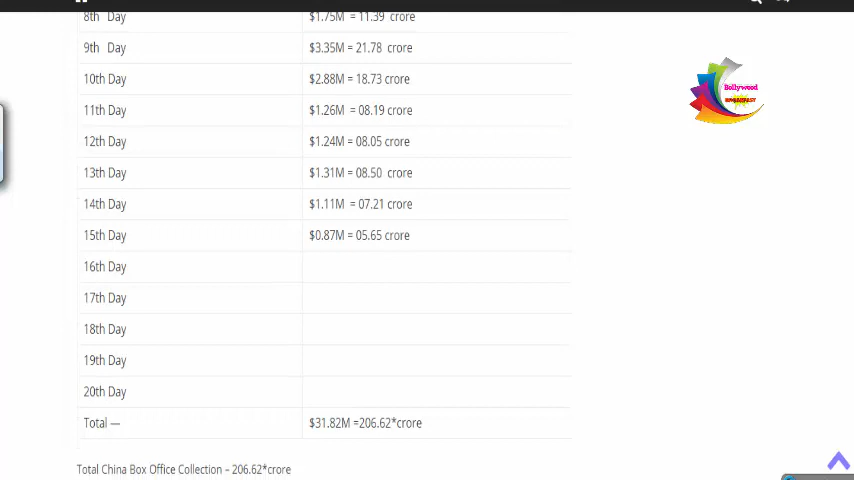 8th Day $1.75M = 11.39 crore
9th Day $3.35M = 21.78 crore
10th Day $2.88M = 18.73 crore
11th Day $1.26M = 08.19 crore
12th Day $1.24M = 08.05 crore
13th Day $1.31M = 08.50 crore
14th Day $1.11M = 07.21 crore
15th Day $0.87M = 05.65 crore
16th Day
17th Day
18th Day
19th Day
20th Day
Total — $31.82M =206.62*crore
Total China Box Office Collection – 206.62*crore
Bollywood